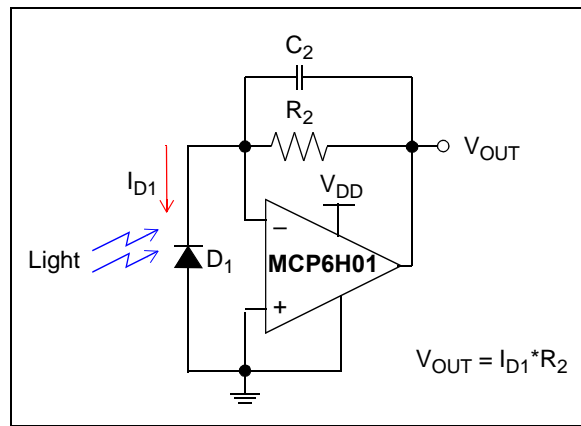 C2
R2
VOUT
ID1
VDD
–
MCP6H01
Light
D1
+
VOUT = ID1*R2